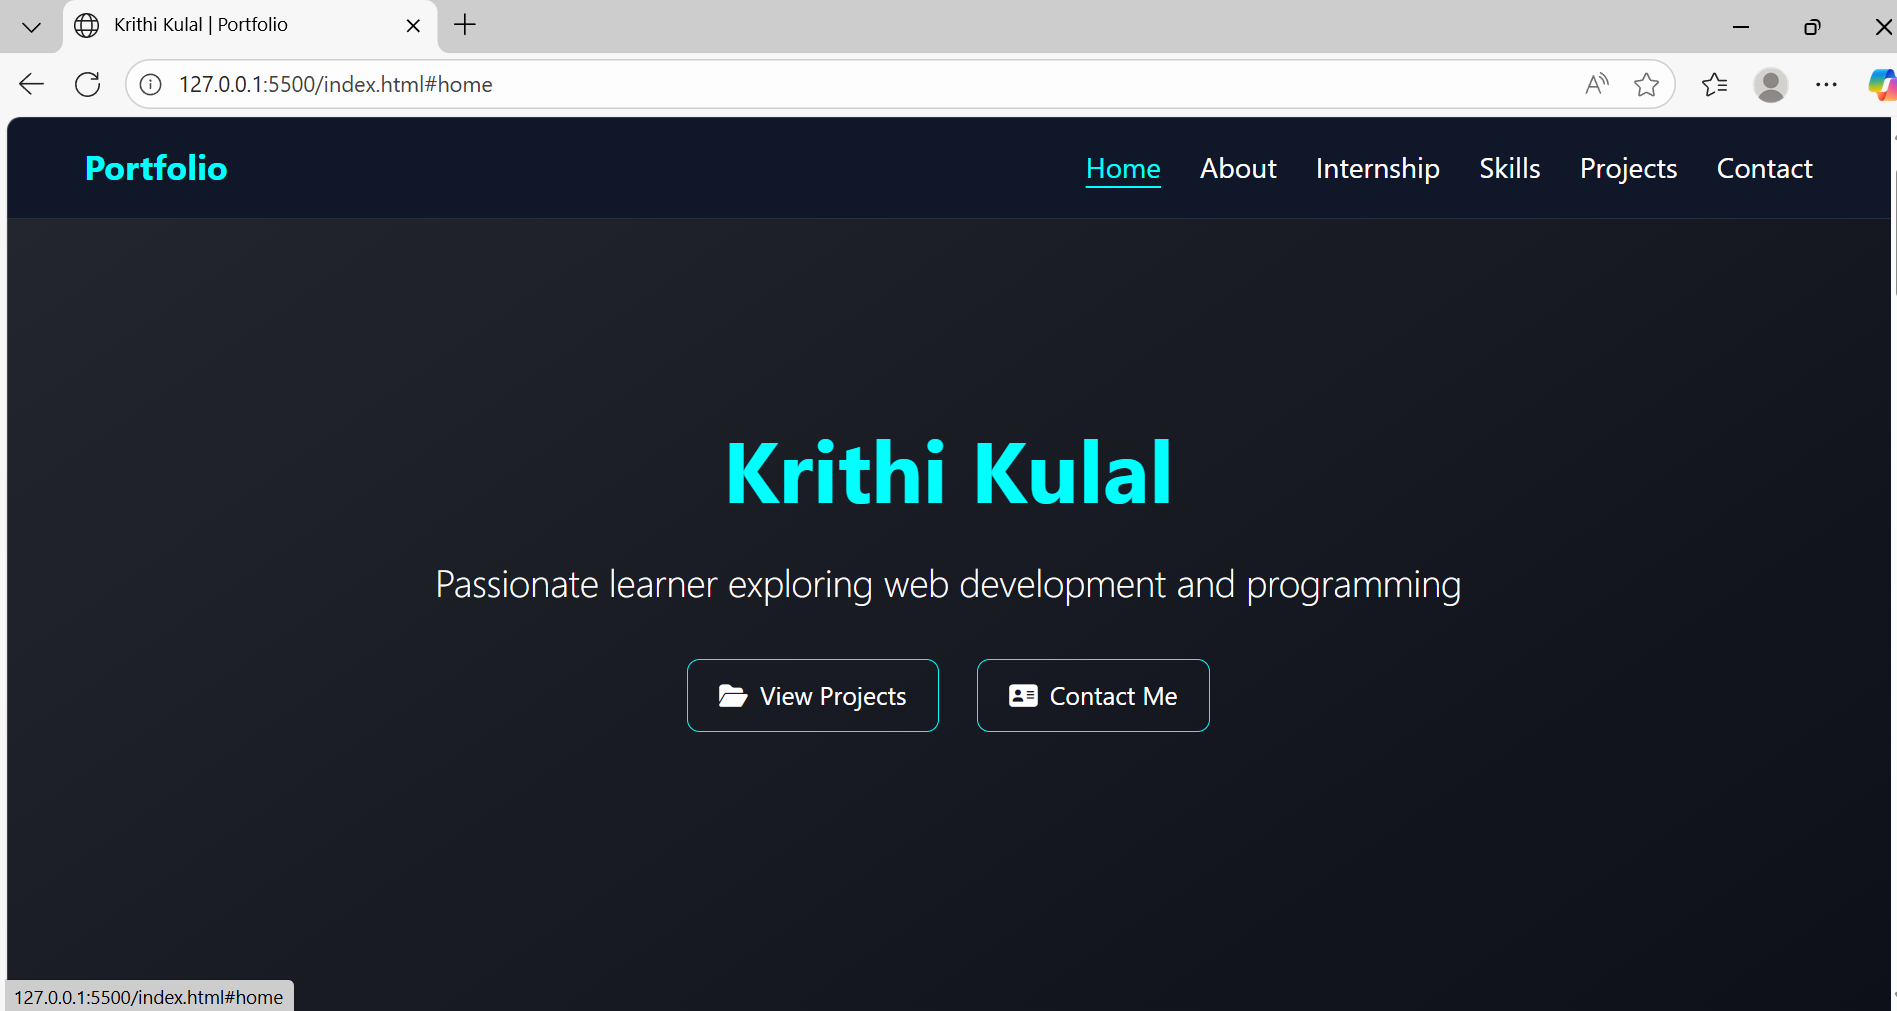 Krithi Kulal | Portfolio
127.0.0.1:5500/index.html#home
Portfolio
Home About Internship Skills Projects Contact
Krithi Kulal
Passionate learner exploring web development and programming
View Projects Contact Me
127.0.0.1:5500/index.html#home